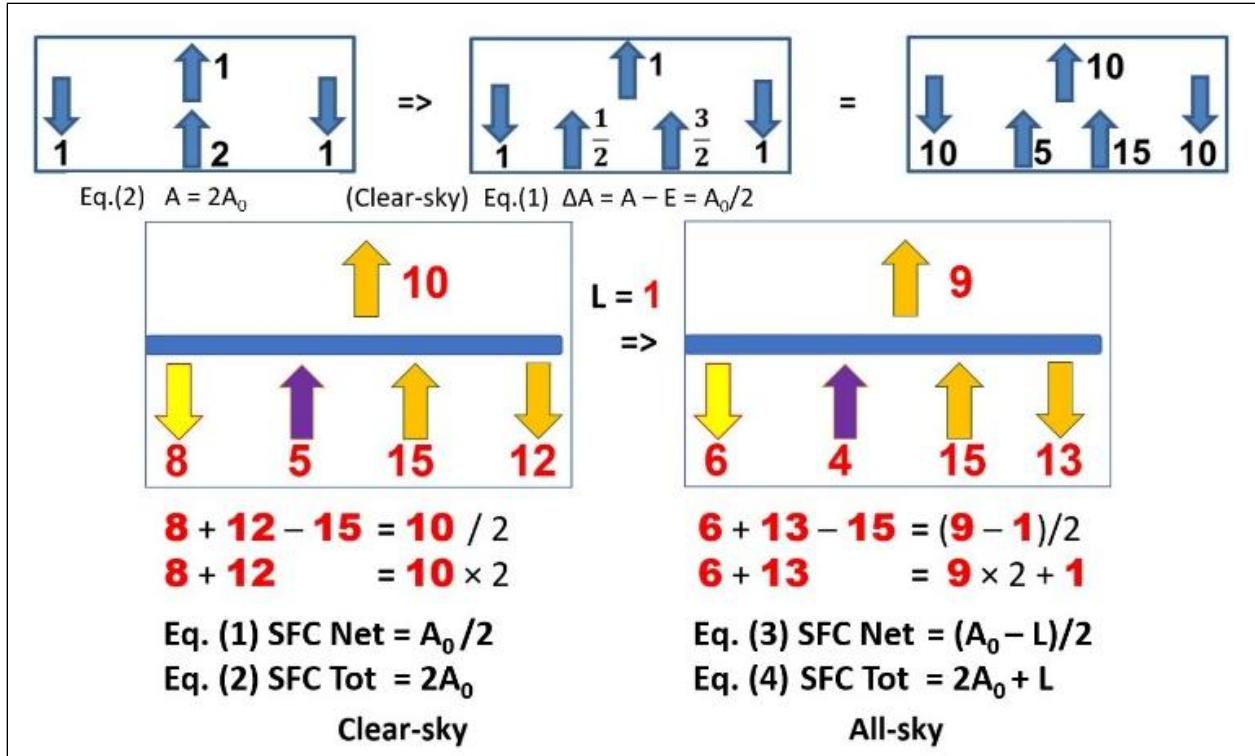 1
=>
1
=
10
1 2 1
1 1/2 3/2 1
10 5 15 10
Eq.(2) A = 2A₀
(Clear-sky) Eq.(1) ΔA = A – E = A₀/2
10
L = 1
=>
9
8 5 15 12
6 4 15 13
8 + 12 – 15 = 10 / 2
8 + 12 = 10 × 2
Eq. (1) SFC Net = A₀/2
Eq. (2) SFC Tot = 2A₀
Clear-sky
6 + 13 – 15 = (9 – 1)/2
6 + 13 = 9 × 2 + 1
Eq. (3) SFC Net = (A₀ – L)/2
Eq. (4) SFC Tot = 2A₀ + L
All-sky